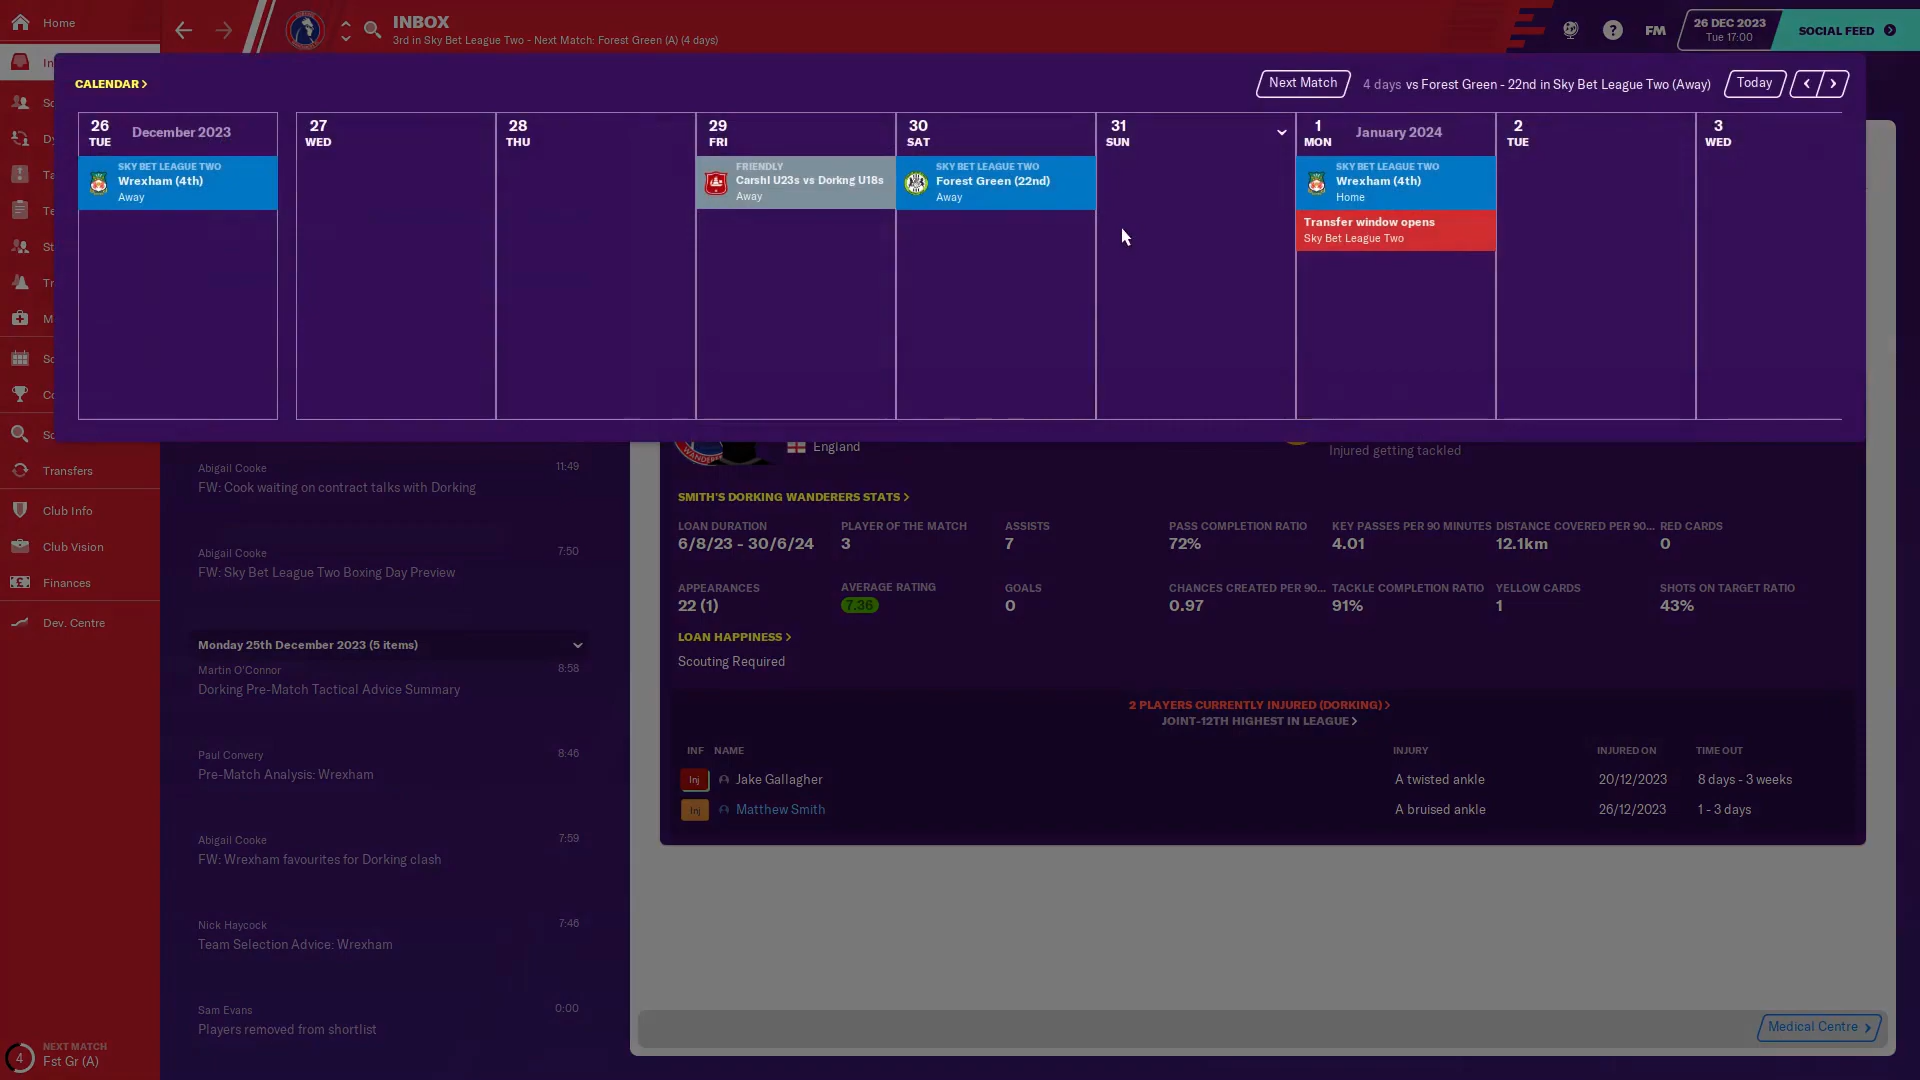 Home
INBOX
3rd in Sky Bet League Two - Next Match: Forest Green (A) (4 days)
FM
26 DEC 2023
Tue 17:00
SOCIAL FEED
CALENDAR
Next Match
4 days vs Forest Green - 22nd in Sky Bet League Two (Away)
Today
26
TUE
December 2023
27
WED
28
THU
29
FRI
30
SAT
31
SUN
1
MON
January 2024
2
TUE
3
WED
SKY BET LEAGUE TWO
Wrexham (4th)
Away
FRIENDLY
Carshl U23s vs Dorkng U18s
Away
SKY BET LEAGUE TWO
Forest Green (22nd)
Away
SKY BET LEAGUE TWO
Wrexham (4th)
Home
Transfer window opens
Sky Bet League Two
Transfers
Club Info
Club Vision
Finances
Dev. Centre
NEXT MATCH
4
Fst Gr (A)
Abigail Cooke
11:49
FW: Cook waiting on contract talks with Dorking
Abigail Cooke
7:50
FW: Sky Bet League Two Boxing Day Preview
Monday 25th December 2023 (5 items)
Martin O'Connor
8:58
Dorking Pre-Match Tactical Advice Summary
Paul Convery
8:46
Pre-Match Analysis: Wrexham
Abigail Cooke
7:59
FW: Wrexham favourites for Dorking clash
Nick Haycock
7:46
Team Selection Advice: Wrexham
Sam Evans
0:00
Players removed from shortlist
England
Injured getting tackled
SMITH'S DORKING WANDERERS STATS
LOAN DURATION
6/8/23 - 30/6/24
PLAYER OF THE MATCH
3
ASSISTS
7
PASS COMPLETION RATIO
72%
KEY PASSES PER 90 MINUTES
4.01
DISTANCE COVERED PER 90...
12.1km
RED CARDS
0
APPEARANCES
22 (1)
AVERAGE RATING
7.36
GOALS
0
CHANCES CREATED PER 90...
0.97
TACKLE COMPLETION RATIO
91%
YELLOW CARDS
1
SHOTS ON TARGET RATIO
43%
LOAN HAPPINESS
Scouting Required
2 PLAYERS CURRENTLY INJURED (DORKING)
JOINT-12TH HIGHEST IN LEAGUE
INF NAME INJURY INJURED ON TIME OUT
Inj Jake Gallagher A twisted ankle 20/12/2023 8 days - 3 weeks
Inj Matthew Smith A bruised ankle 26/12/2023 1 - 3 days
Medical Centre